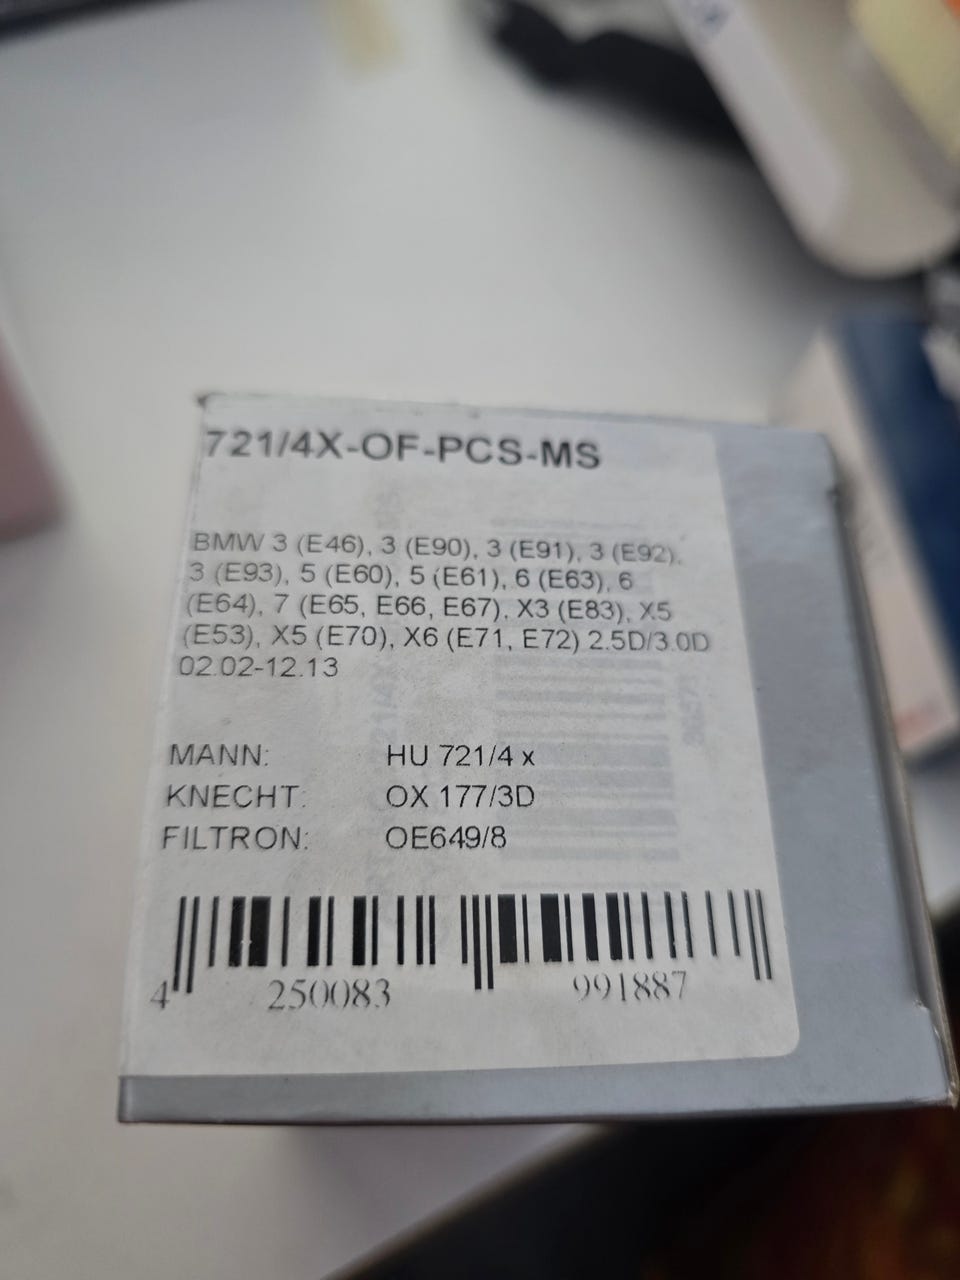 721/4X-OF-PCS-MS
BMW 3 (E46), 3 (E90), 3 (E91), 3 (E92),
3 (E93), 5 (E60), 5 (E61), 6 (E63), 6
(E64), 7 (E65, E66, E67), X3 (E83), X5
(E53), X5 (E70), X6 (E71, E72) 2.5D/3.0D
02.02-12.13
MANN: HU 721/4 x
KNECHT: OX 177/3D
FILTRON: OE649/8
4 250083 991887